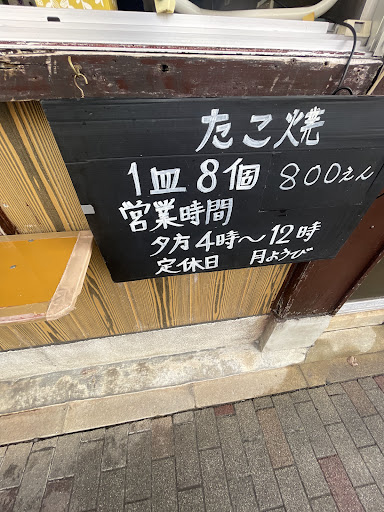 たこ焼
1皿8個 800えん
営業時間
夕方4時～12時
定休日 月ようび